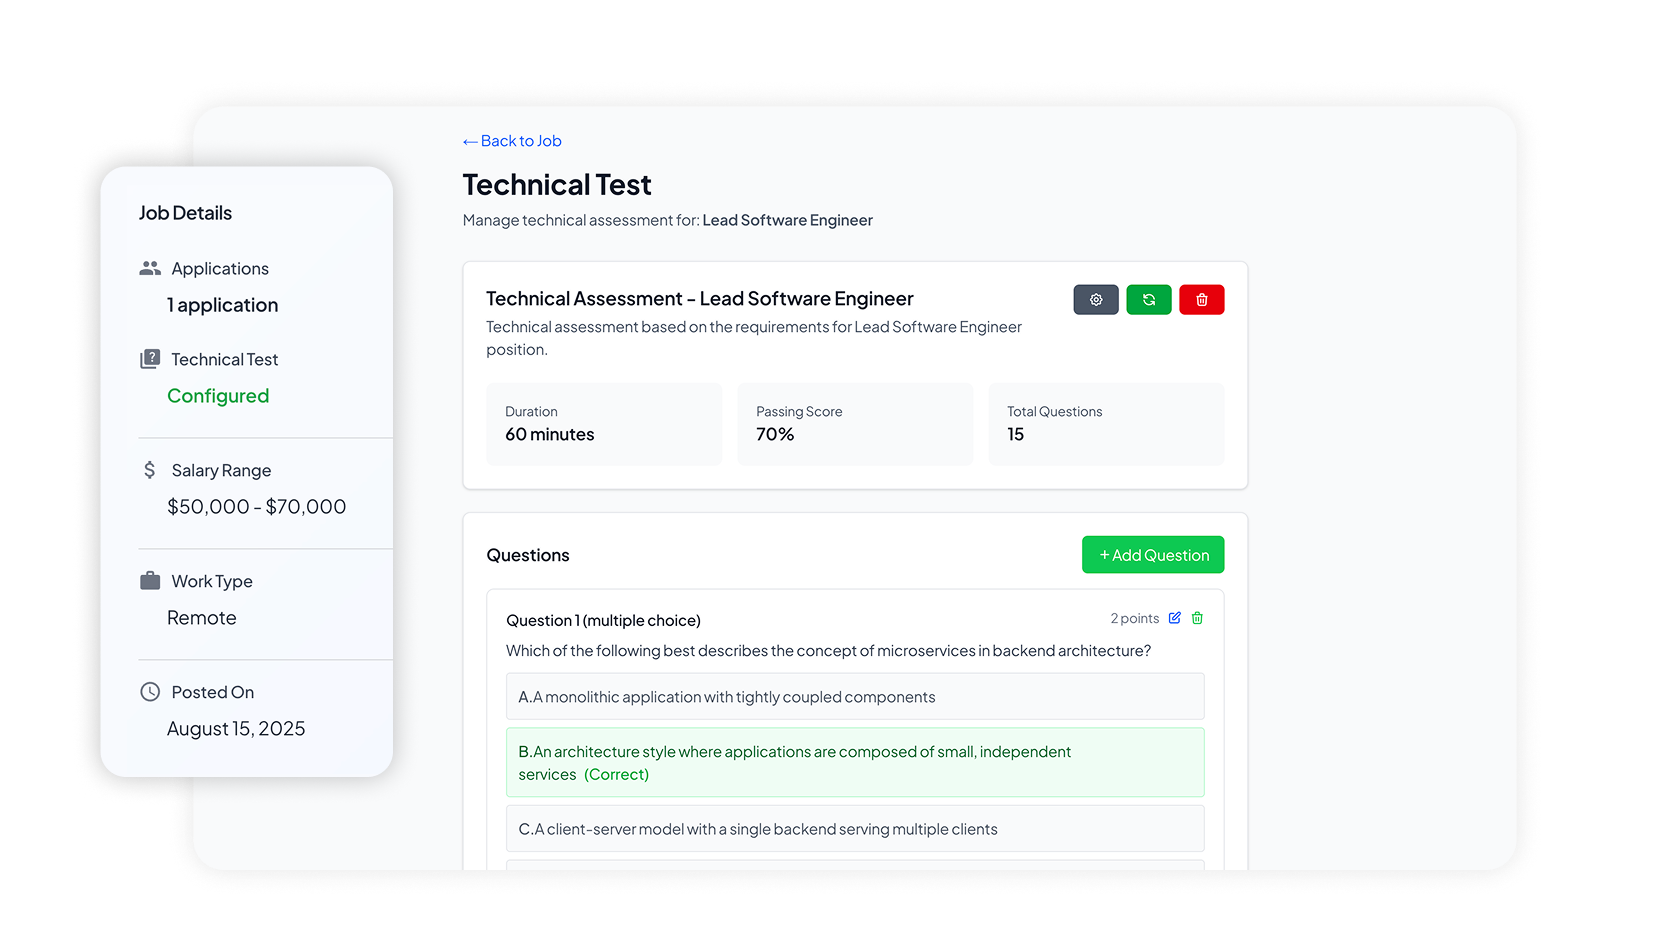 Job Details
Applications
1 application
Technical Test
Configured
Salary Range
$50,000 - $70,000
Work Type
Remote
Posted On
August 15, 2025
← Back to Job
Technical Test
Manage technical assessment for: Lead Software Engineer
Technical Assessment - Lead Software Engineer
Technical assessment based on the requirements for Lead Software Engineer
position.
Duration
60 minutes
Passing Score
70%
Total Questions
15
Questions
+ Add Question
Question 1 (multiple choice)
2 points
Which of the following best describes the concept of microservices in backend architecture?
A.A monolithic application with tightly coupled components
B.An architecture style where applications are composed of small, independent
services (Correct)
C.A client-server model with a single backend serving multiple clients